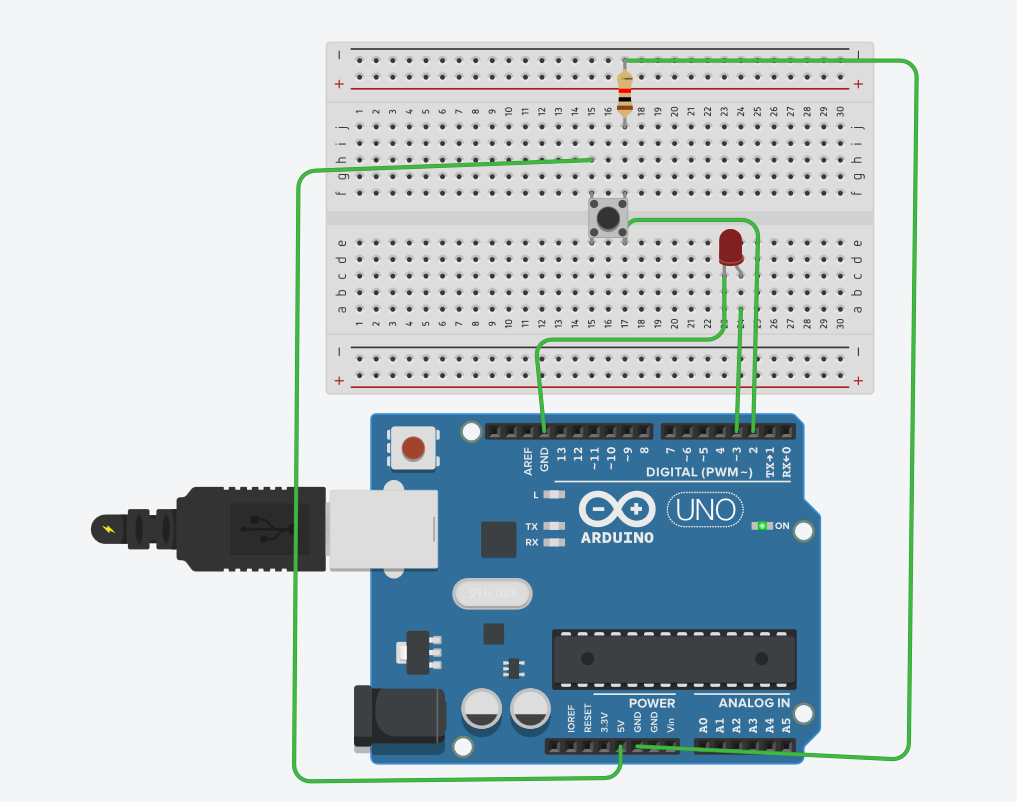 − −
+ +
1 2 3 4 5 6 7 8 9 10 11 12 13 14 15 16 17 18 19 20 21 22 23 24 25 26 27 28 29 30
j j
i i
h h
g g
f f
e e
d d
c c
b b
a a
1 2 3 4 5 6 7 8 9 10 11 12 13 14 15 16 17 18 19 20 21 22 23 24 25 26 27 28 29 30
− −
+ +
AREF GND 13 12 ~11 ~10 ~9 8 7 ~6 ~5 4 ~3 2 TX→1 RX←0
DIGITAL (PWM~)
L
TX
RX
ARDUINO
UNO
ON
POWER
ANALOG IN
IOREF RESET 3.3V 5V GND GND Vin A0 A1 A2 A3 A4 A5